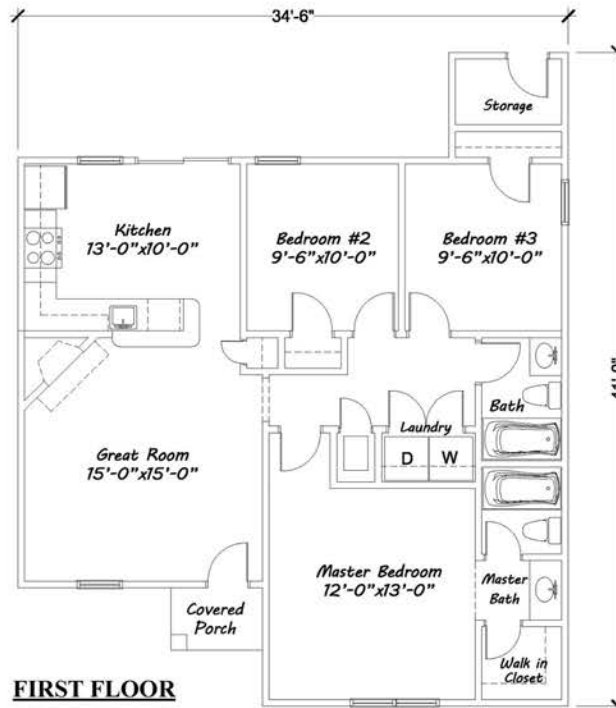 34'-6"
Storage
Kitchen
13'-0"x10'-0"
Bedroom #2
9'-6"x10'-0"
Bedroom #3
9'-6"x10'-0"
Bath
Laundry
D W
Great Room
15'-0"x15'-0"
Master Bedroom
12'-0"x13'-0"
Master
Bath
Covered
Porch
Walk in
Closet
FIRST FLOOR